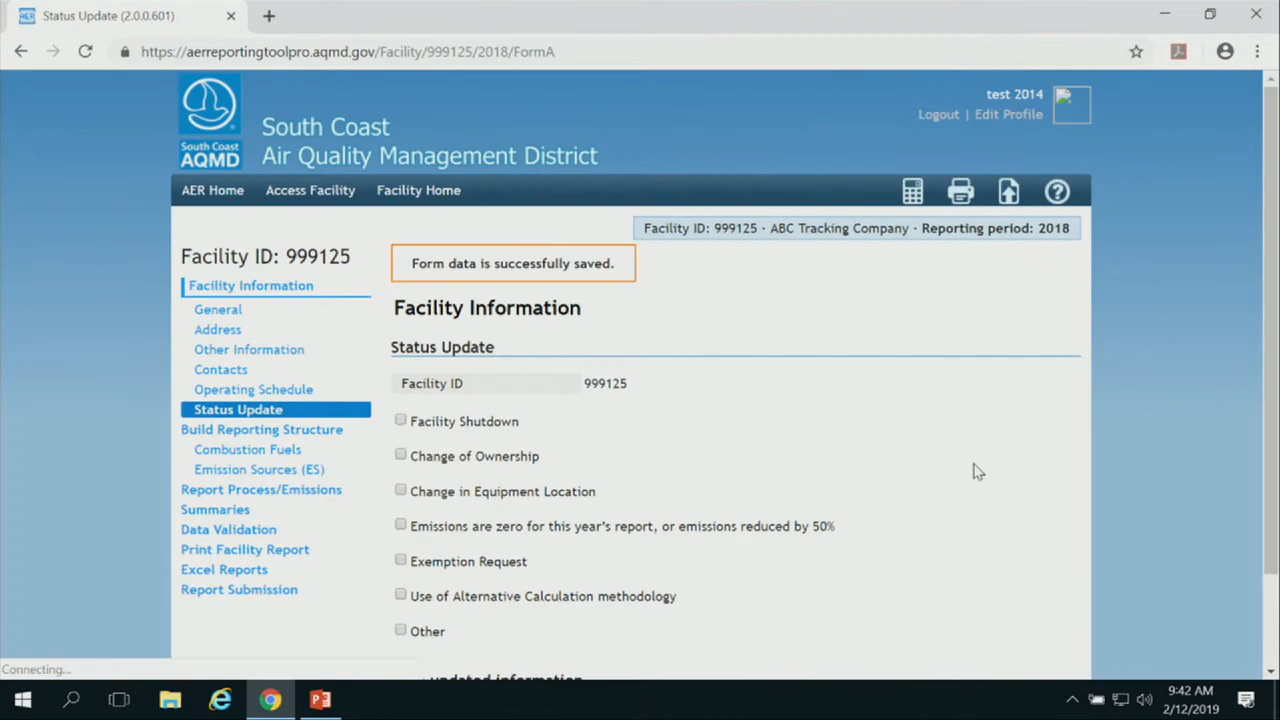 AER Status Update (2.0.0.601)
https://aerreportingtoolpro.aqmd.gov/Facility/999125/2018/FormA
test 2014
Logout | Edit Profile
South Coast
AQMD
South Coast
Air Quality Management District
AER Home Access Facility Facility Home
Facility ID: 999125 · ABC Tracking Company · Reporting period: 2018
Facility ID: 999125
Facility Information
General
Address
Other Information
Contacts
Operating Schedule
Status Update
Build Reporting Structure
Combustion Fuels
Emission Sources (ES)
Report Process/Emissions
Summaries
Data Validation
Print Facility Report
Excel Reports
Report Submission
Form data is successfully saved.
Facility Information
Status Update
Facility ID 999125
Facility Shutdown
Change of Ownership
Change in Equipment Location
Emissions are zero for this year's report, or emissions reduced by 50%
Exemption Request
Use of Alternative Calculation methodology
Other
updated information
Connecting...
9:42 AM
2/12/2019